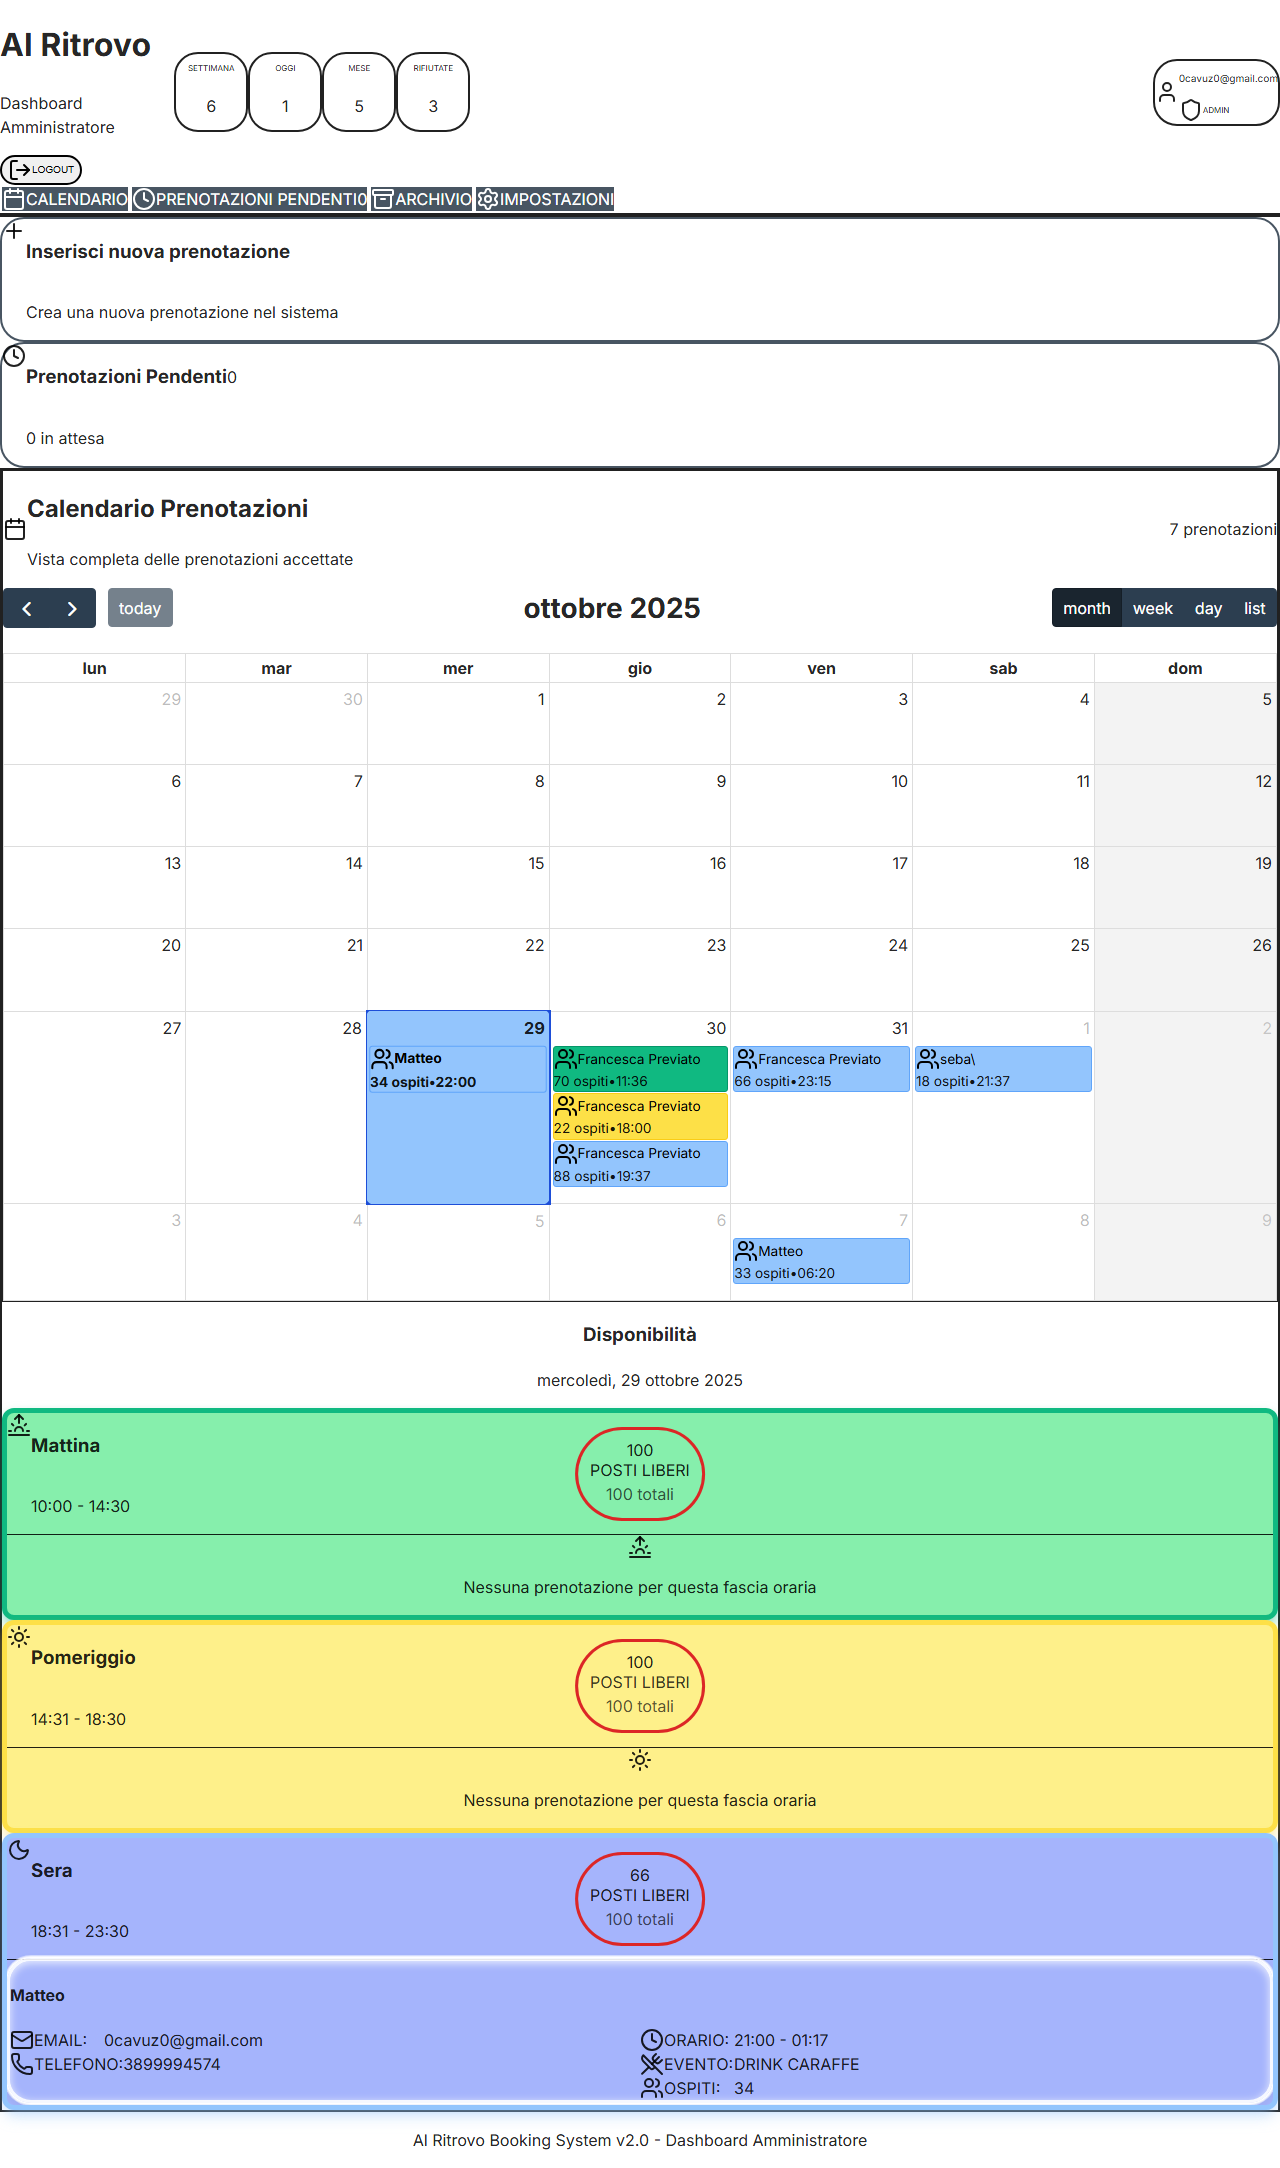 Al Ritrovo
Dashboard
Amministratore
SETTIMANA
6
OGGI
1
MESE
5
RIFIUTATE
3
0cavuz0@gmail.com
ADMIN
LOGOUT
CALENDARIO PRENOTAZIONI PENDENTI0 ARCHIVIO IMPOSTAZIONI
Inserisci nuova prenotazione
Crea una nuova prenotazione nel sistema
Prenotazioni Pendenti0
0 in attesa
Calendario Prenotazioni
Vista completa delle prenotazioni accettate
7 prenotazioni
today
ottobre 2025
month week day list
lun mar mer gio ven sab dom
29 30 1 2 3 4 5
6 7 8 9 10 11 12
13 14 15 16 17 18 19
20 21 22 23 24 25 26
27 28 29 30 31 1 2
Matteo
34 ospiti•22:00
Francesca Previato
70 ospiti•11:36
Francesca Previato
22 ospiti•18:00
Francesca Previato
88 ospiti•19:37
Francesca Previato
66 ospiti•23:15
seba\
18 ospiti•21:37
3 4 5 6 7 8 9
Matteo
33 ospiti•06:20
Disponibilità
mercoledì, 29 ottobre 2025
Mattina
10:00 - 14:30
100
POSTI LIBERI
100 totali
Nessuna prenotazione per questa fascia oraria
Pomeriggio
14:31 - 18:30
100
POSTI LIBERI
100 totali
Nessuna prenotazione per questa fascia oraria
Sera
18:31 - 23:30
66
POSTI LIBERI
100 totali
Matteo
EMAIL: 0cavuz0@gmail.com
TELEFONO:3899994574
ORARIO: 21:00 - 01:17
EVENTO:DRINK CARAFFE
OSPITI: 34
Al Ritrovo Booking System v2.0 - Dashboard Amministratore